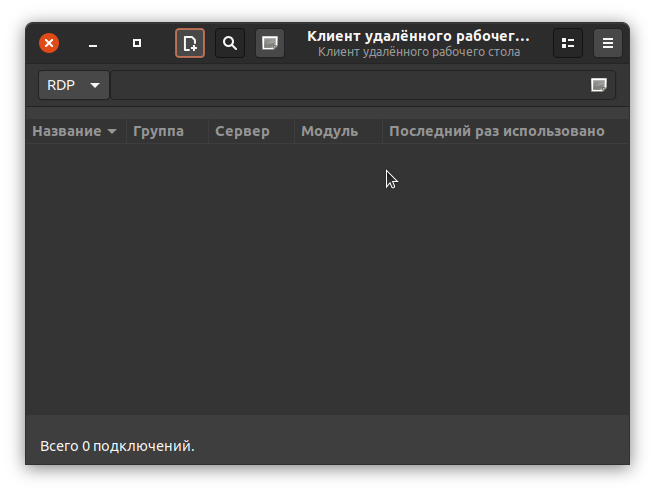 Клиент удалённого рабочег...
Клиент удалённого рабочего стола
RDP
Название Группа Сервер Модуль Последний раз использовано
Всего 0 подключений.